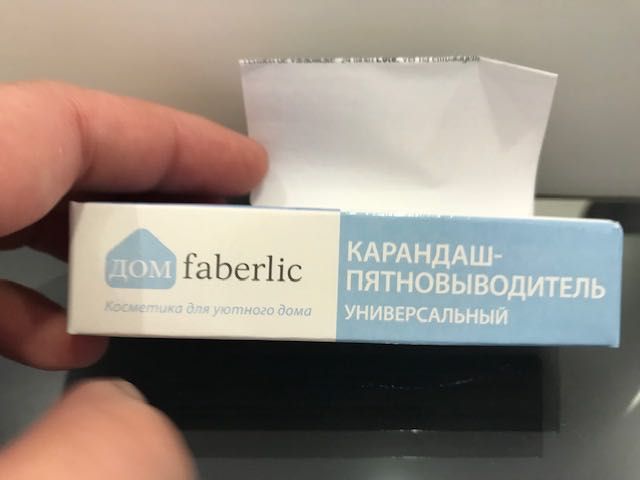 ДОМ faberlic
Косметика для уютного дома
КАРАНДАШ-
ПЯТНОВЫВОДИТЕЛЬ
УНИВЕРСАЛЬНЫЙ